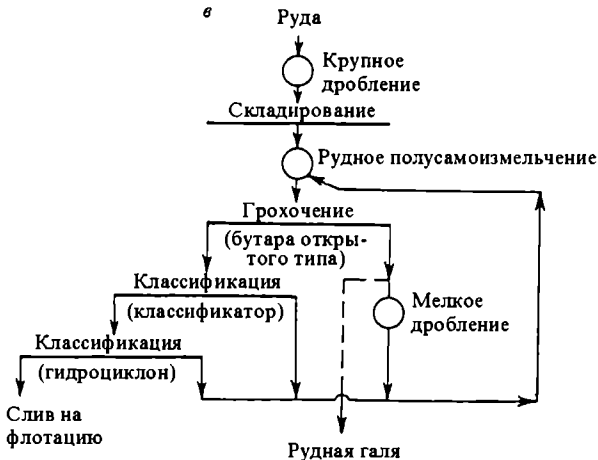 в
Руда
Крупное
дробление
Складирование
Рудное полусамоизмельчение
Грохочение
(бутара откры-
того типа)
Классификация
(классификатор)
Мелкое
дробление
Классификация
(гидроциклон)
Слив на
флотацию
Рудная галя